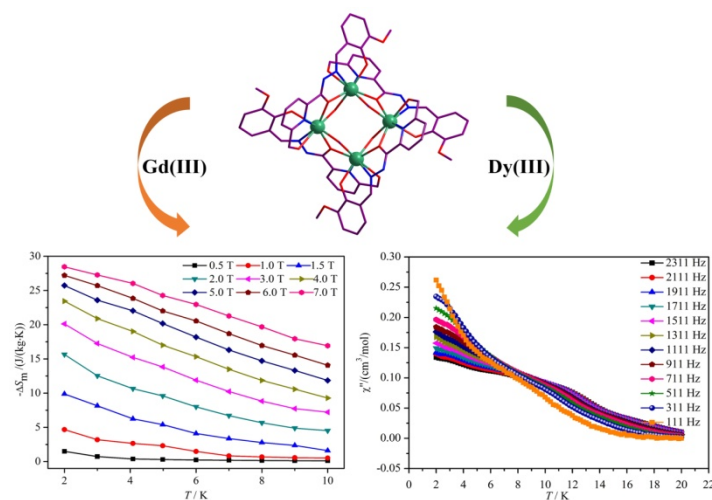 Gd(III)
Dy(III)
30
25
20
15
10
5
0
-ΔSm /(J/(kg·K))
0.5 T 1.0 T 1.5 T
2.0 T 3.0 T 4.0 T
5.0 T 6.0 T 7.0 T
2 4 6 8 10
T / K
0.30
0.25
0.20
0.15
0.10
0.05
0.00
-0.05
χ"/(cm³/mol)
2311 Hz
2111 Hz
1911 Hz
1711 Hz
1511 Hz
1311 Hz
1111 Hz
911 Hz
711 Hz
511 Hz
311 Hz
11 Hz
0 2 4 6 8 10 12 14 16 18 20 22
T / K